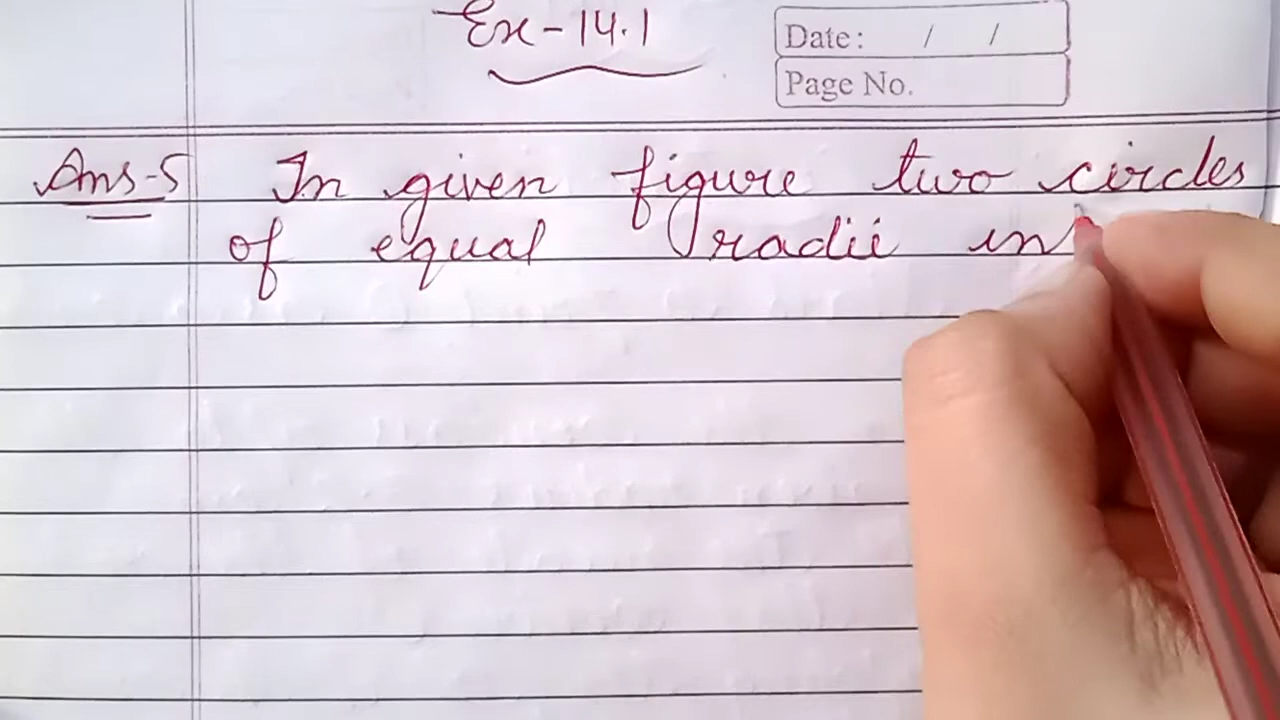 Ex-14.1
Date: / /
Page No.
Ans-5 In given figure two circles
of equal radii in